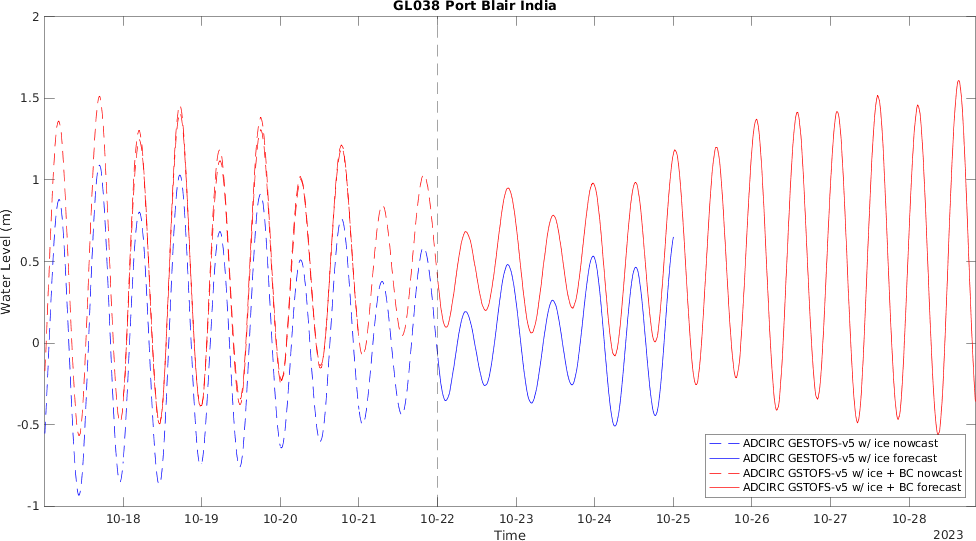 GL038 Port Blair India
2
1.5
1
0.5
0
-0.5
-1
Water Level (m)
10-18 10-19 10-20 10-21 10-22 10-23 10-24 10-25 10-26 10-27 10-28
Time
2023
ADCIRC GESTOFS-v5 w/ ice nowcast
ADCIRC GESTOFS-v5 w/ ice forecast
ADCIRC GSTOFS-v5 w/ ice + BC nowcast
ADCIRC GSTOFS-v5 w/ ice + BC forecast